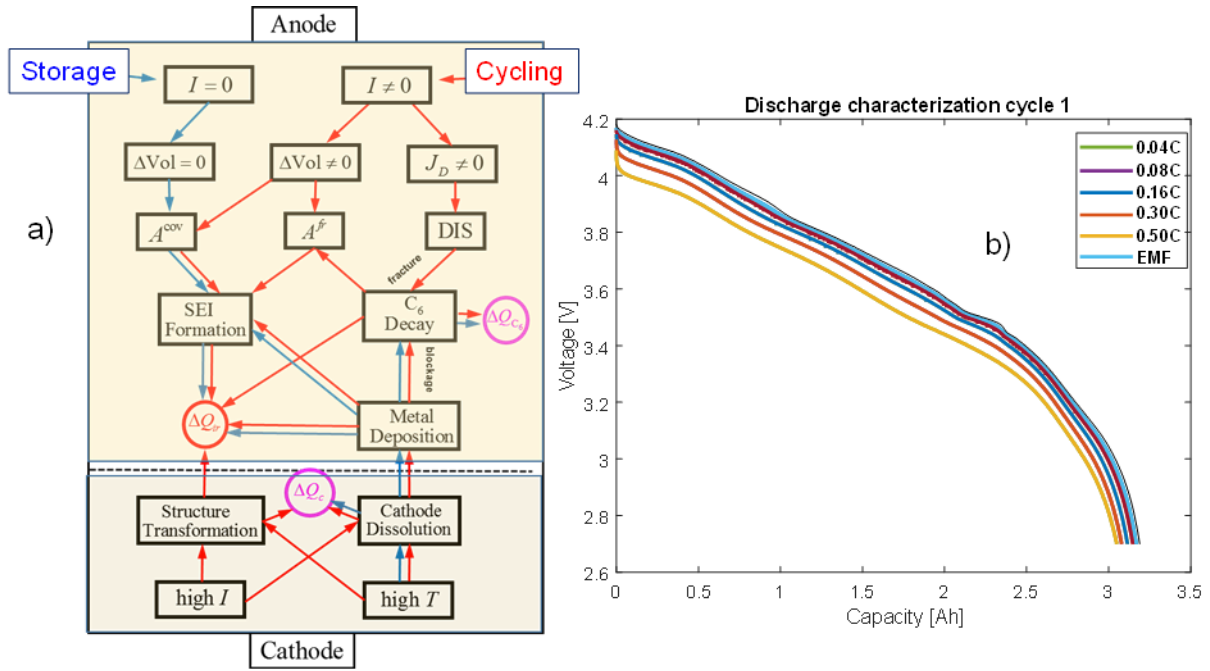 Anode
Storage
Cycling
I = 0
I ≠ 0
ΔVol = 0
ΔVol ≠ 0
J_D ≠ 0
a)
A^cov
A^fr
DIS
fracture
SEI
Formation
C_6
Decay
ΔQ_C_6
blockage
ΔQ_ir
Metal
Deposition
ΔQ_c
Structure
Transformation
Cathode
Dissolution
high I
high T
Cathode
Discharge characterization cycle 1
4.2
4
3.8
3.6
3.4
3.2
3
2.8
2.6
Voltage [V]
0.04C
0.08C
0.16C
0.30C
0.50C
EMF
b)
0
0.5
1
1.5
2
2.5
3
3.5
Capacity [Ah]